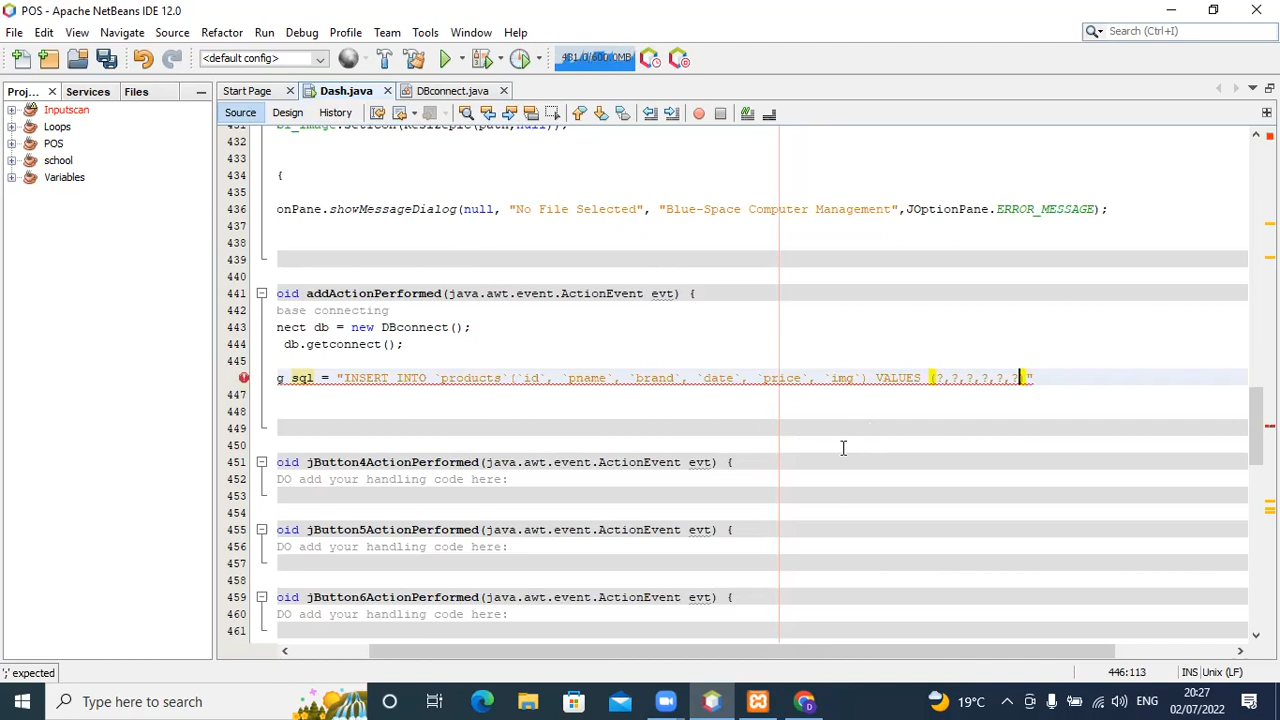 POS - Apache NetBeans IDE 12.0
File Edit View Navigate Source Refactor Run Debug Profile Team Tools Window Help
Search (Ctrl+I)
<default config>
431.0/600.0MB
Proj... Services Files
Start Page Dash.java DBconnect.java
Source Design History
Inputscan
Loops
POS
school
Variables
432
433
434 {
435
436 onPane.showMessageDialog(null, "No File Selected", "Blue-Space Computer Management",JOptionPane.ERROR_MESSAGE);
437
438
439
440
441 oid addActionPerformed(java.awt.event.ActionEvent evt) {
442 base connecting
443 nect db = new DBconnect();
444 db.getconnect();
445
g sql = "INSERT INTO `products`(`id`, `pname`, `brand`, `date`, `price`, `img`) VALUES (?,?,?,?,?,?)"
447
448
449
450
451 oid jButton4ActionPerformed(java.awt.event.ActionEvent evt) {
452 DO add your handling code here:
453
454
455 oid jButton5ActionPerformed(java.awt.event.ActionEvent evt) {
456 DO add your handling code here:
457
458
459 oid jButton6ActionPerformed(java.awt.event.ActionEvent evt) {
460 DO add your handling code here:
461
';' expected
446:113 INS Unix (LF)
Type here to search
19°C
ENG
20:27
02/07/2022